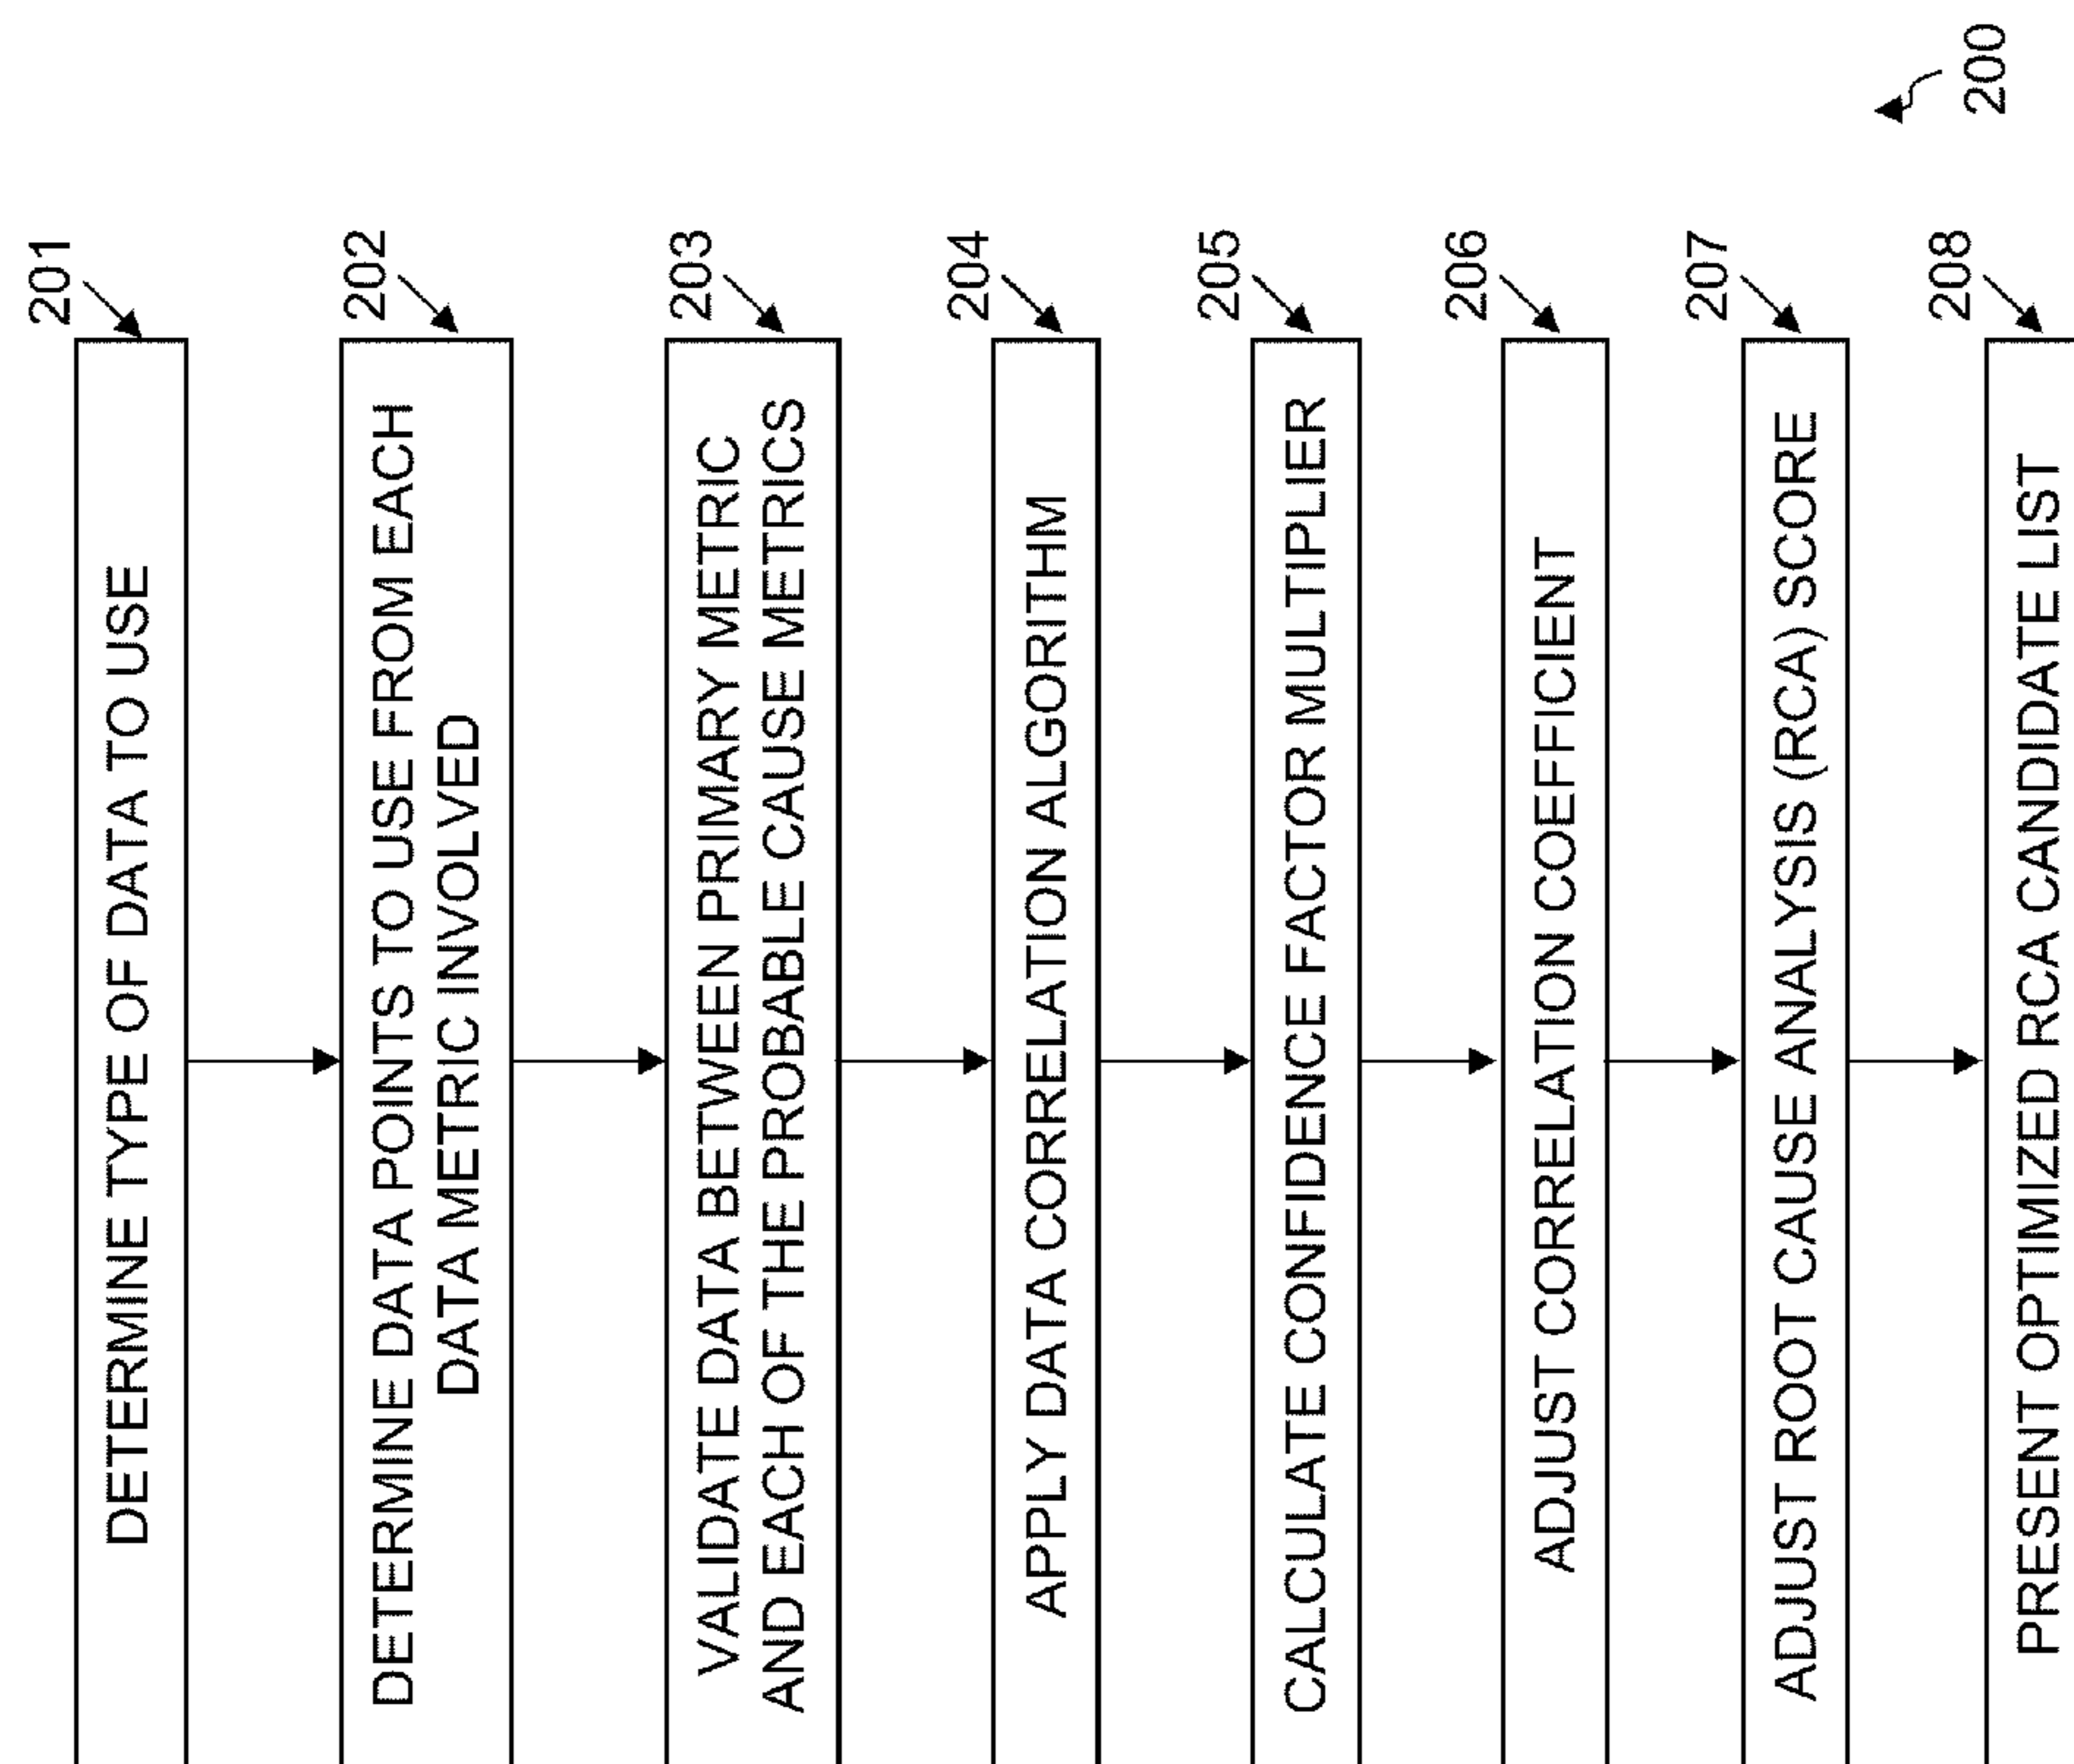 201
DETERMINE TYPE OF DATA TO USE
202
DETERMINE DATA POINTS TO USE FROM EACH
DATA METRIC INVOLVED
203
VALIDATE DATA BETWEEN PRIMARY METRIC
AND EACH OF THE PROBABLE CAUSE METRICS
204
APPLY DATA CORRELATION ALGORITHM
205
CALCULATE CONFIDENCE FACTOR MULTIPLIER
206
ADJUST CORRELATION COEFFICIENT
207
ADJUST ROOT CAUSE ANALYSIS (RCA) SCORE
208
PRESENT OPTIMIZED RCA CANDIDATE LIST
200